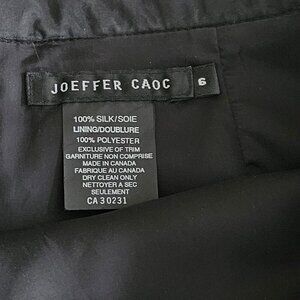 JOEFFER CAOC
6
100% SILK/SOIE
LINING/DOUBLURE
100% POLYESTER
EXCLUSIVE OF TRIM
GARNITURE NON COMPRISE
MADE IN CANADA
FABRIQUE AU CANADA
DRY CLEAN ONLY
NETTOYER A SEC
SEULEMENT
CA 30231